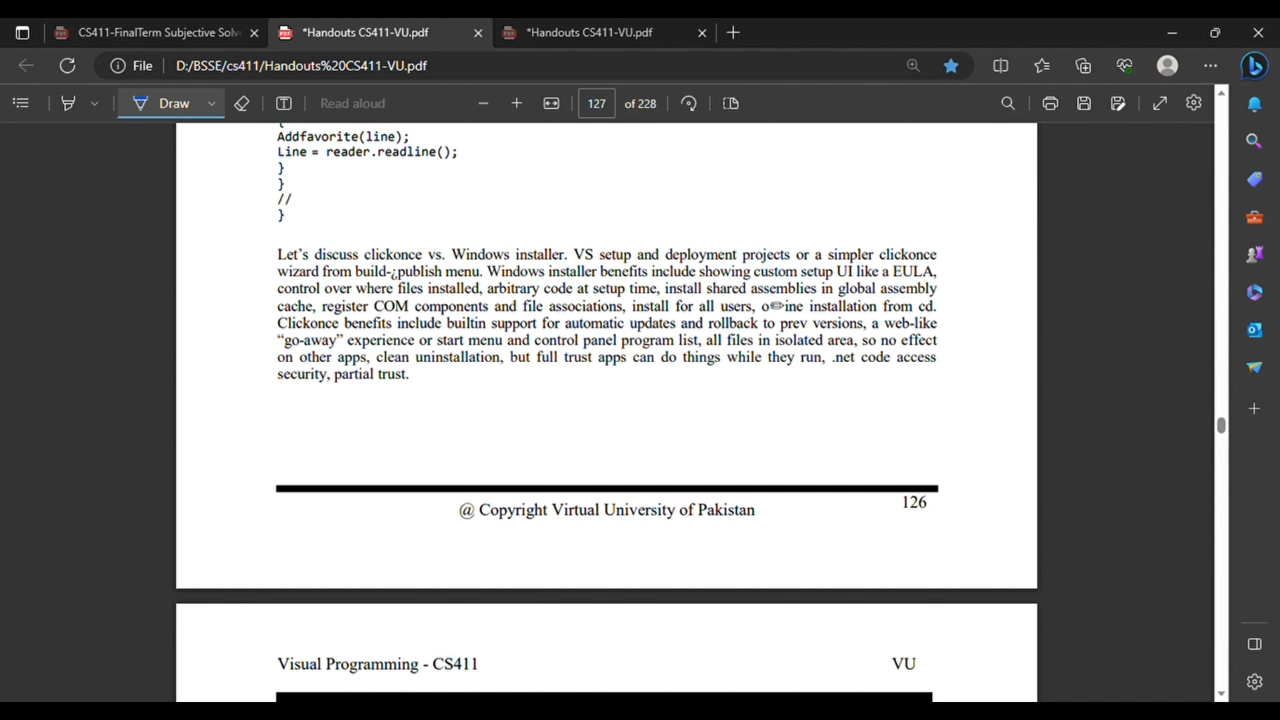 CS411-FinalTerm Subjective Solv
*Handouts CS411-VU.pdf
*Handouts CS411-VU.pdf
File
D:/BSSE/cs411/Handouts%20CS411-VU.pdf
Draw
Read aloud
127 of 228
Addfavorite(line);
Line = reader.readline();
}
}
//
}
Let’s discuss clickonce vs. Windows installer. VS setup and deployment projects or a simpler clickonce
wizard from build-¿publish menu. Windows installer benefits include showing custom setup UI like a EULA,
control over where files installed, arbitrary code at setup time, install shared assemblies in global assembly
cache, register COM components and file associations, install for all users, installation from cd.
Clickonce benefits include builtin support for automatic updates and rollback to prev versions, a web-like
“go-away” experience or start menu and control panel program list, all files in isolated area, so no effect
on other apps, clean uninstallation, but full trust apps can do things while they run, .net code access
security, partial trust.
126
@ Copyright Virtual University of Pakistan
Visual Programming - CS411 VU